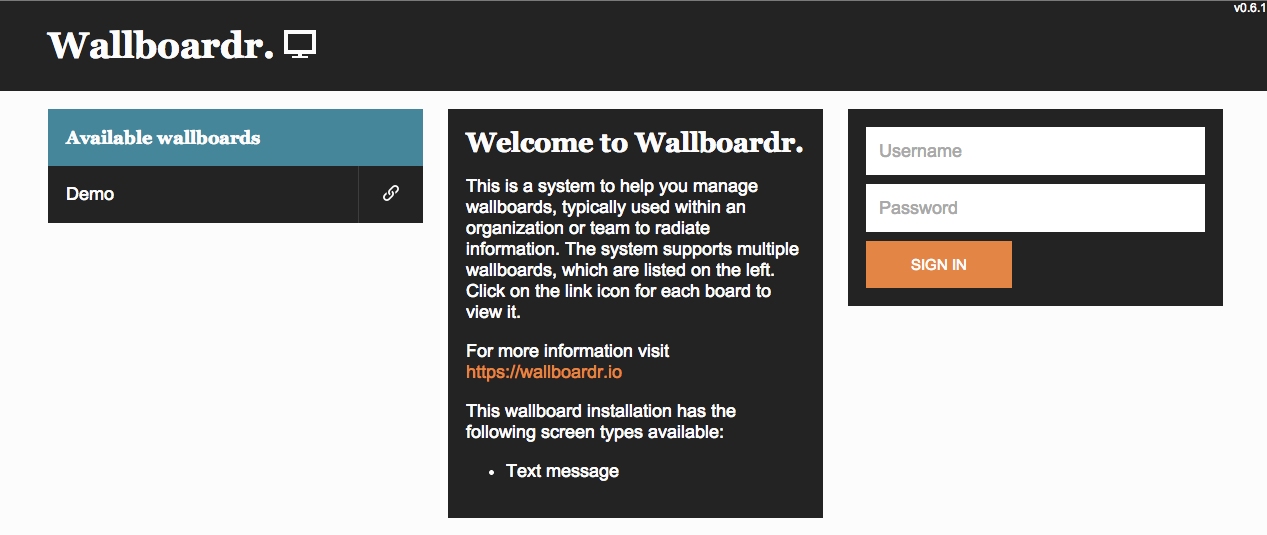 v0.6.1
Wallboardr.
Available wallboards
Demo
Welcome to Wallboardr.
This is a system to help you manage
wallboards, typically used within an
organization or team to radiate
information. The system supports multiple
wallboards, which are listed on the left.
Click on the link icon for each board to
view it.
For more information visit
https://wallboardr.io
This wallboard installation has the
following screen types available:
• Text message
Username
Password
SIGN IN